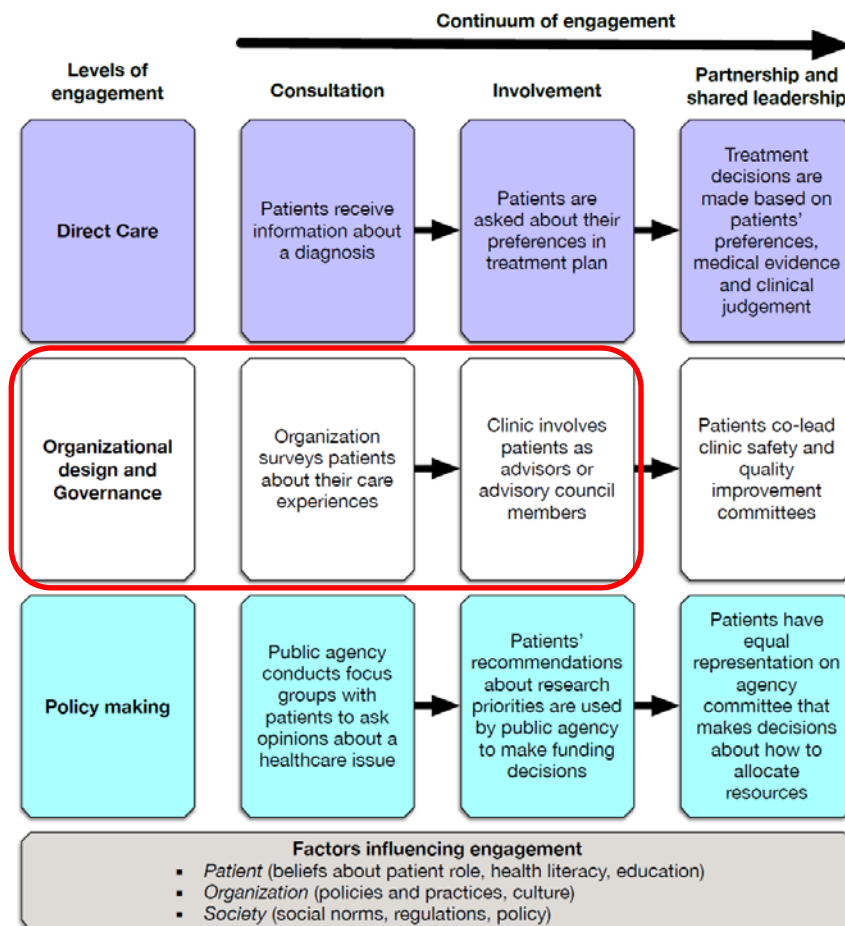 Continuum of engagement
Levels of
engagement
Consultation
Involvement
Partnership and
shared leadership
Direct Care
Patients receive
information about
a diagnosis
Patients are
asked about their
preferences in
treatment plan
Treatment
decisions are
made based on
patients'
preferences,
medical evidence
and clinical
judgement
Organizational
design and
Governance
Organization
surveys patients
about their care
experiences
Clinic involves
patients as
advisors or
advisory council
members
Patients co-lead
clinic safety and
quality
improvement
committees
Policy making
Public agency
conducts focus
groups with
patients to ask
opinions about a
healthcare issue
Patients'
recommendations
about research
priorities are used
by public agency
to make funding
decisions
Patients have
equal
representation on
agency
committee that
makes decisions
about how to
allocate
resources
Factors influencing engagement
▪ Patient (beliefs about patient role, health literacy, education)
▪ Organization (policies and practices, culture)
▪ Society (social norms, regulations, policy)